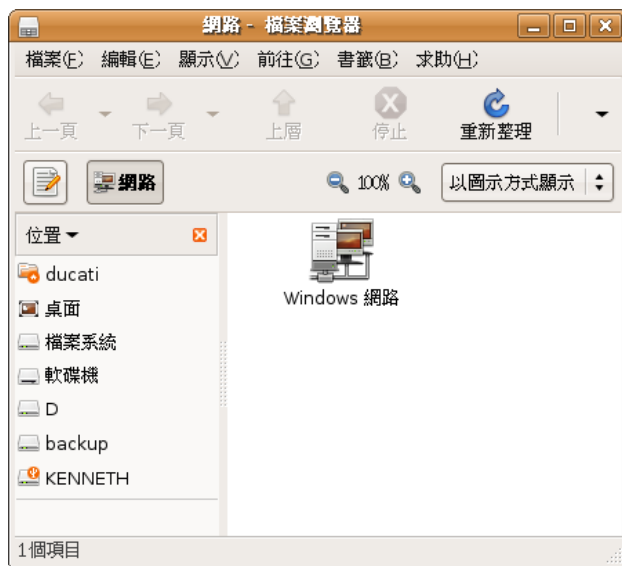 網路 - 檔案瀏覽器
檔案(F) 編輯(E) 顯示(V) 前往(G) 書籤(B) 求助(H)
上一頁 下一頁 上層 停止 重新整理
網路 100% 以圖示方式顯示
位置
ducati
桌面
檔案系統
軟碟機
D
backup
KENNETH
Windows 網路
1個項目